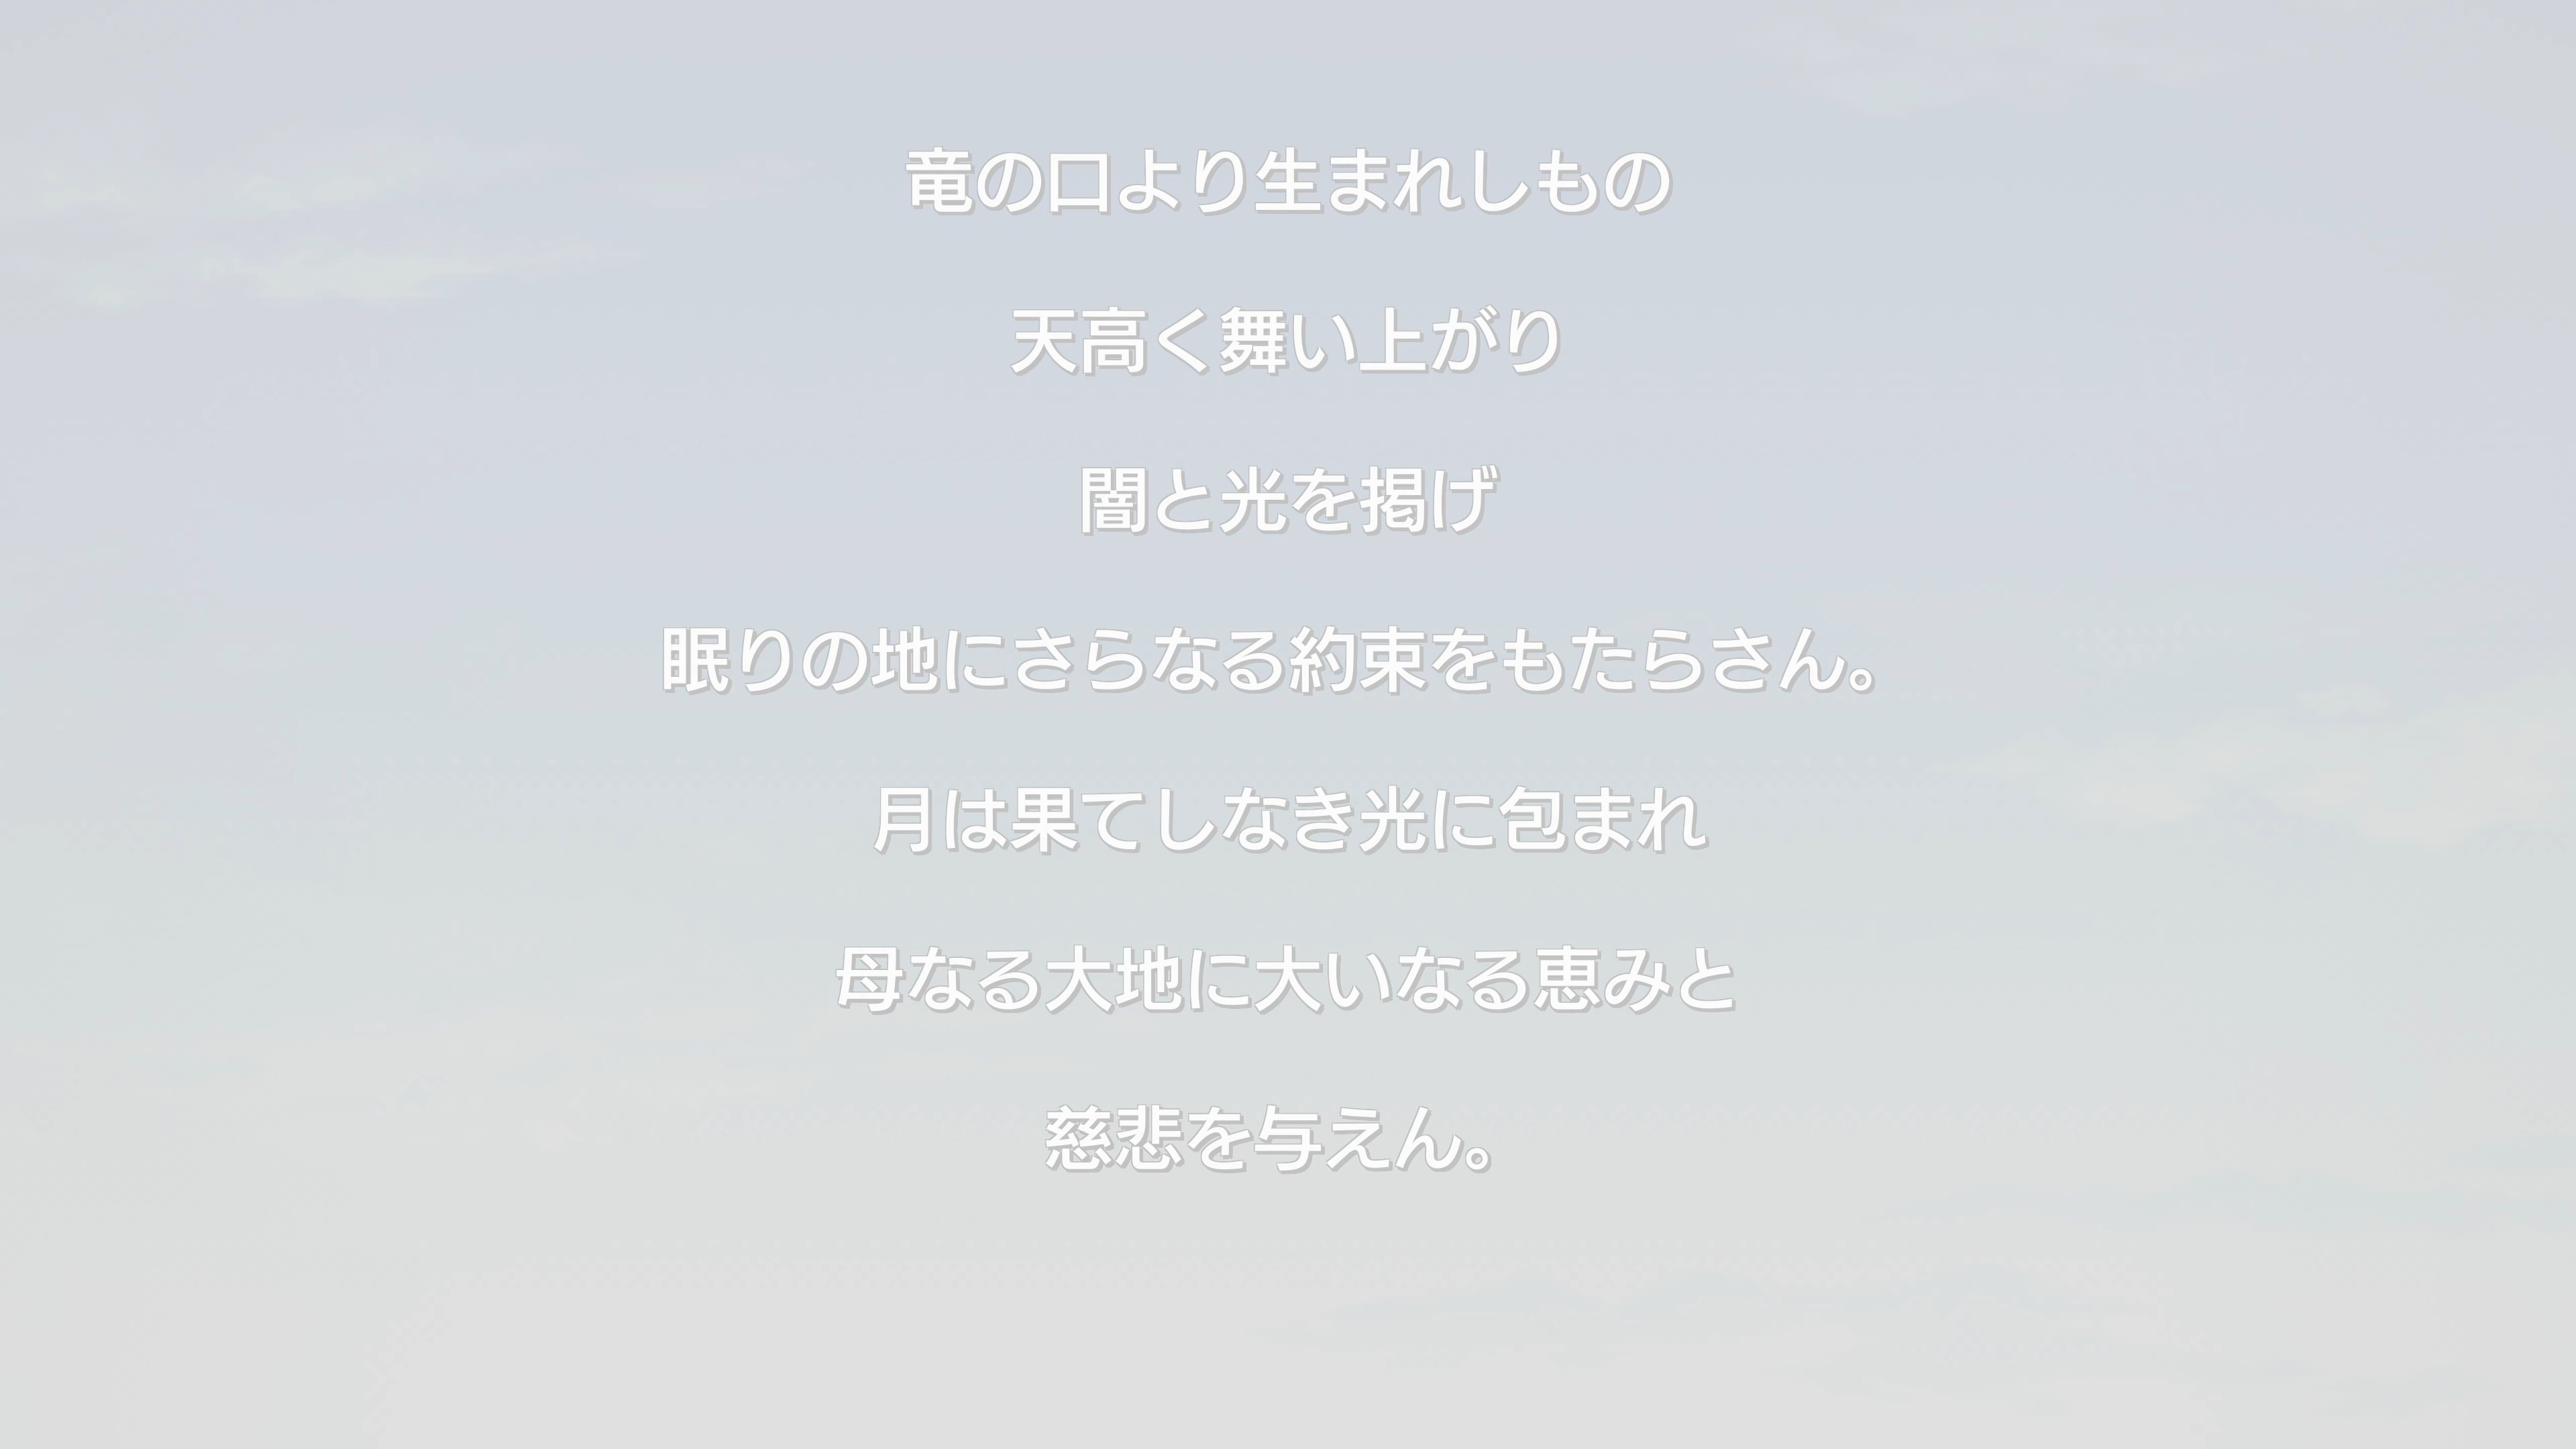 竜の口より生まれしもの
天高く舞い上がり
闇と光を掲げ
眠りの地にさらなる約束をもたらさん。
月は果てしなき光に包まれ
母なる大地に大いなる恵みと
慈悲を与えん。